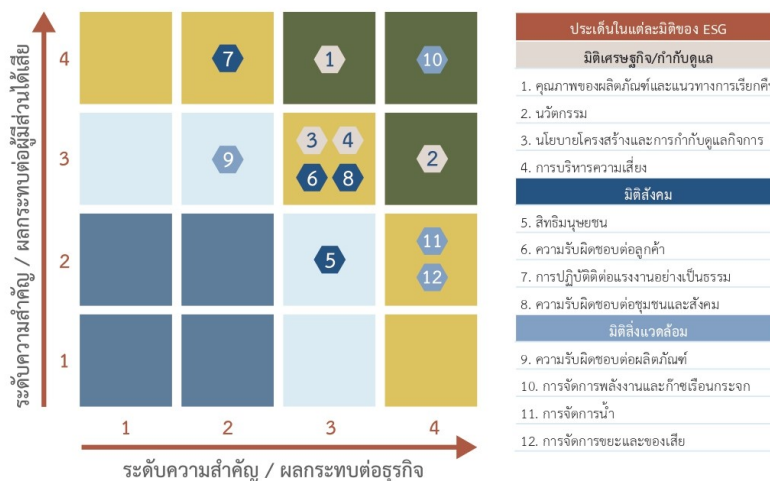 ระดับความสำคัญ / ผลกระทบต่อผู้มีส่วนได้เสีย
4
3
2
1
7
1
10
9
3
4
6
8
2
5
11
12
1
2
3
4
ระดับความสำคัญ / ผลกระทบต่อธุรกิจ
ประเด็นในแต่ละมิติของ ESG
มิติเศรษฐกิจ/กำกับดูแล
1. คุณภาพของผลิตภัณฑ์และแนวทางการเรียกคืน
2. นวัตกรรม
3. นโยบายโครงสร้างและการกำกับดูแลกิจการ
4. การบริหารความเสี่ยง
มิติสังคม
5. สิทธิมนุษยชน
6. ความรับผิดชอบต่อลูกค้า
7. การปฏิบัติติต่อแรงงานอย่างเป็นธรรม
8. ความรับผิดชอบต่อชุมชนและสังคม
มิติสิ่งแวดล้อม
9. ความรับผิดชอบต่อผลิตภัณฑ์
10. การจัดการพลังงานและก๊าซเรือนกระจก
11. การจัดการน้ำ
12. การจัดการขยะและของเสีย